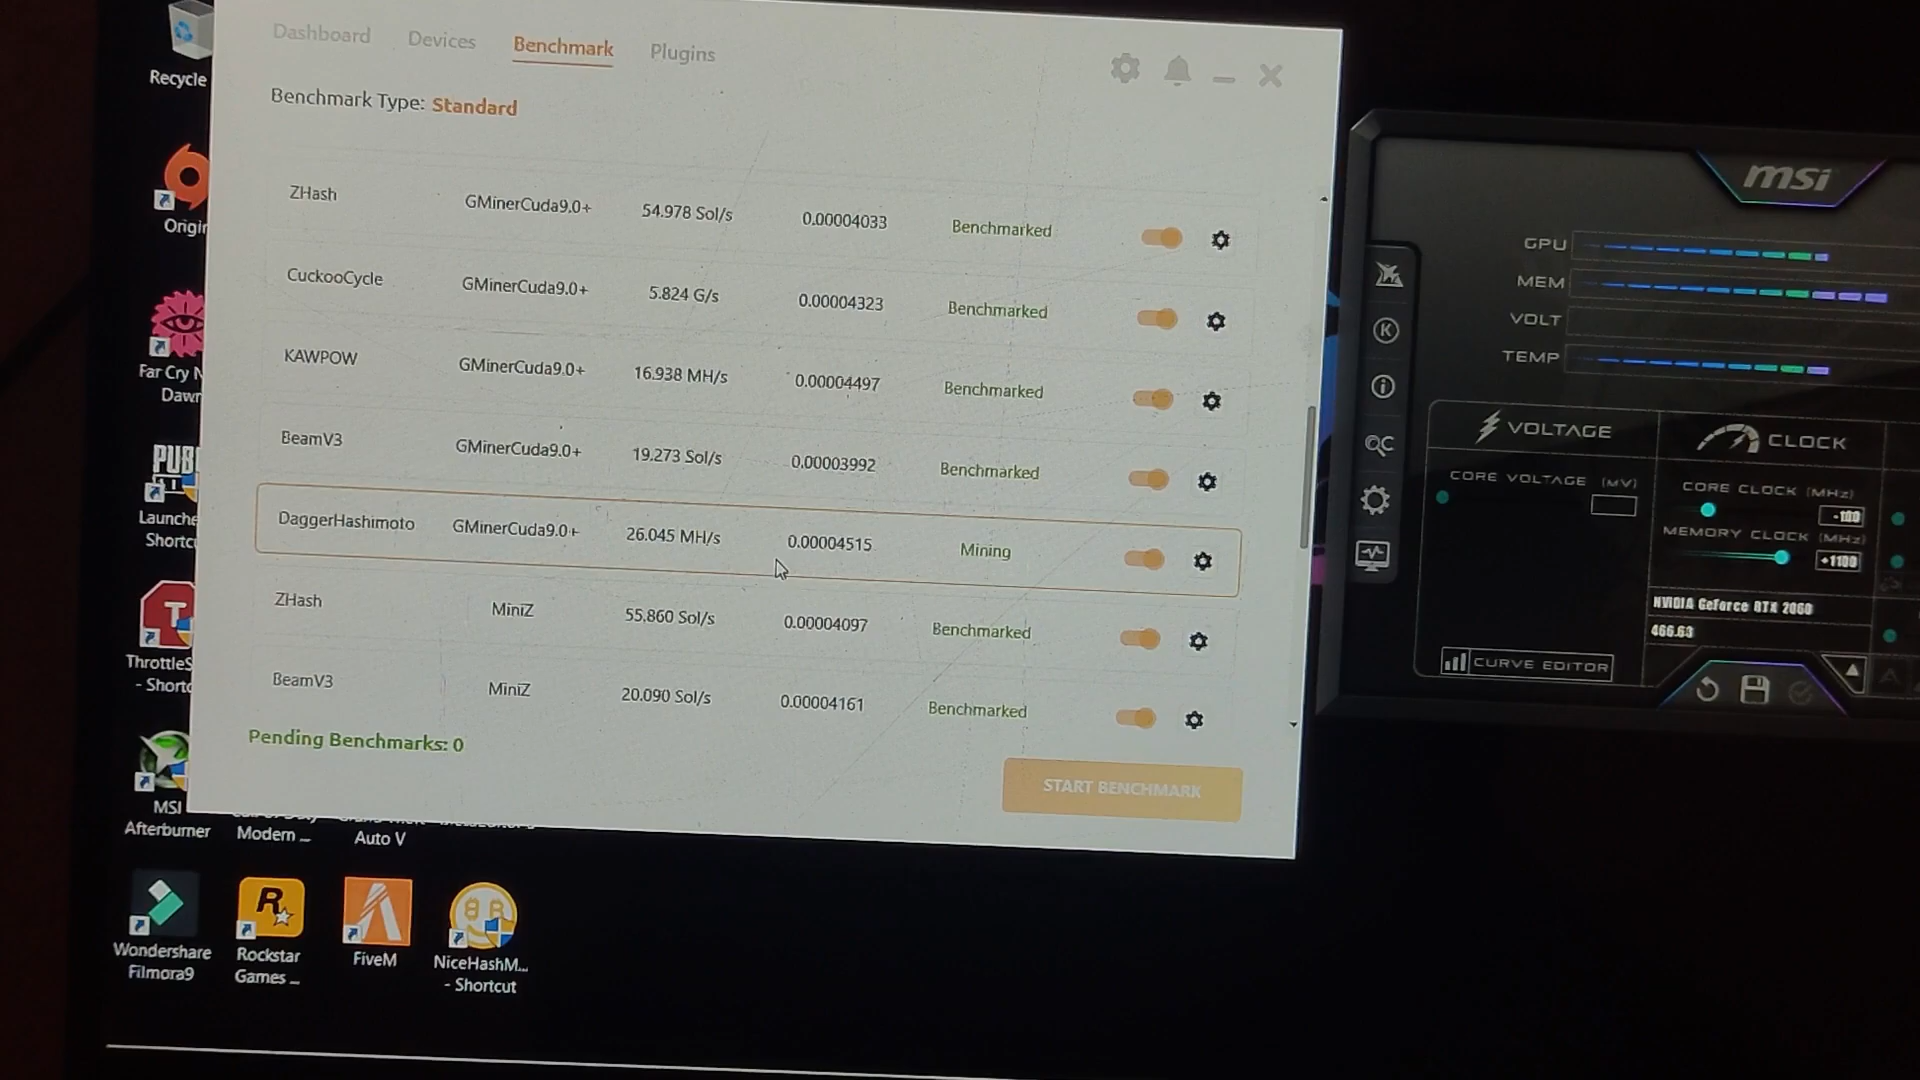 Dashboard Devices Benchmark Plugins
Benchmark Type: Standard
ZHash GMinerCuda9.0+ 54.978 Sol/s 0.00004033 Benchmarked
CuckooCycle GMinerCuda9.0+ 5.824 G/s 0.00004323 Benchmarked
KAWPOW GMinerCuda9.0+ 16.938 MH/s 0.00004497 Benchmarked
BeamV3 GMinerCuda9.0+ 19.273 Sol/s 0.00003992 Benchmarked
DaggerHashimoto GMinerCuda9.0+ 26.045 MH/s 0.00004515 Mining
ZHash MiniZ 55.860 Sol/s 0.00004097 Benchmarked
BeamV3 MiniZ 20.090 Sol/s 0.00004161 Benchmarked
Pending Benchmarks: 0
START BENCHMARK
Recycle
Origin
Far Cry N
Dawn
PUB
Launche
Shortc
ThrottleS
- Shortc
MSI
Afterburner
Modern ...
Auto V
Wondershare
Filmora9
Rockstar
Games ...
FiveM
NiceHashM...
- Shortcut
msi
GPU
MEM
VOLT
TEMP
K
OC
VOLTAGE
CORE VOLTAGE (MV)
CURVE EDITOR
CLOCK
CORE CLOCK (MHz)
-100
MEMORY CLOCK (MHz)
+1100
NVIDIA GeForce RTX 2060
466.63